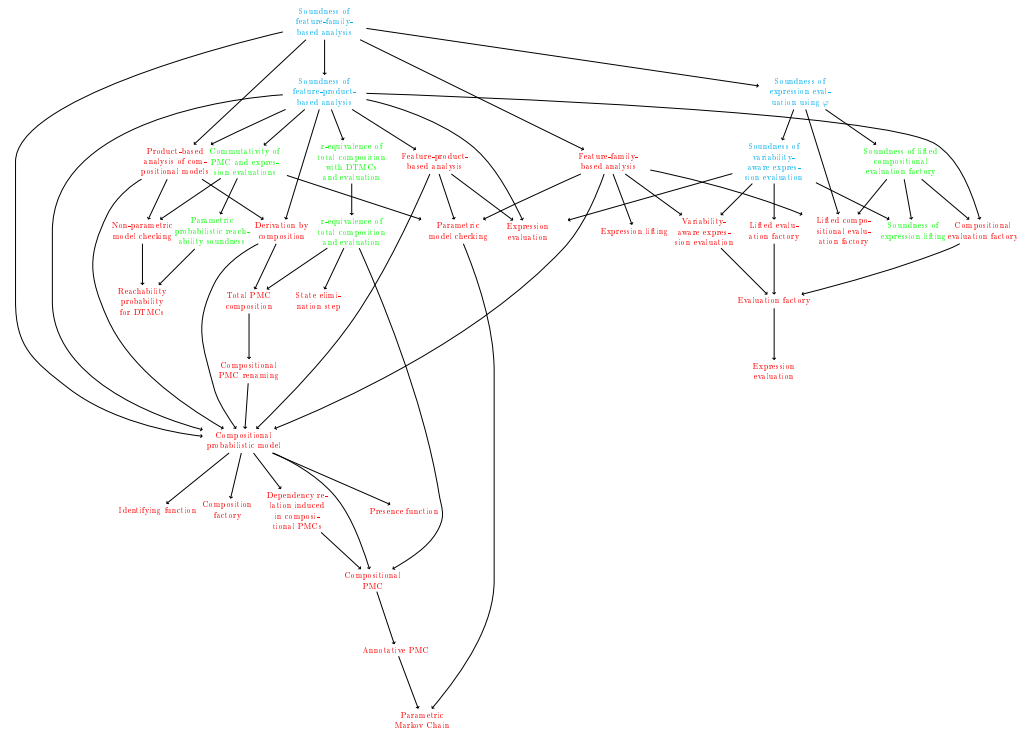 Soundness of
feature-family-
based analysis
Soundness of
feature-product-
based analysis
Soundness of
expression eval-
uation using φ
Product-based
analysis of com-
positional models
Commutativity of
PMC and expres-
sion evaluations
r-equivalence of
total composition
with DTMCs
and evaluation
Feature-product-
based analysis
Feature-family-
based analysis
Soundness of
variability-
aware expres-
sion evaluation
Soundness of lifted
compositional
evaluation factory
Non-parametric
model checking
Parametric
probabilistic reach-
ability soundness
Derivation by
composition
r-equivalence of
total composition
and evaluation
Parametric
model checking
Expression
evaluation
Expression lifting
Variability-
aware expres-
sion evaluation
Lifted evalu-
ation factory
Lifted compo-
sitional evalu-
ation factory
Soundness of
expression lifting
Compositional
evaluation factory
Reachability
probability
for DTMCs
Total PMC
composition
State elimi-
nation step
Evaluation factory
Compositional
PMC renaming
Expression
evaluation
Compositional
probabilistic model
Identifying function
Composition
factory
Dependency re-
lation induced
in composi-
tional PMCs
Presence function
Compositional
PMC
Annotative PMC
Parametric
Markov Chain